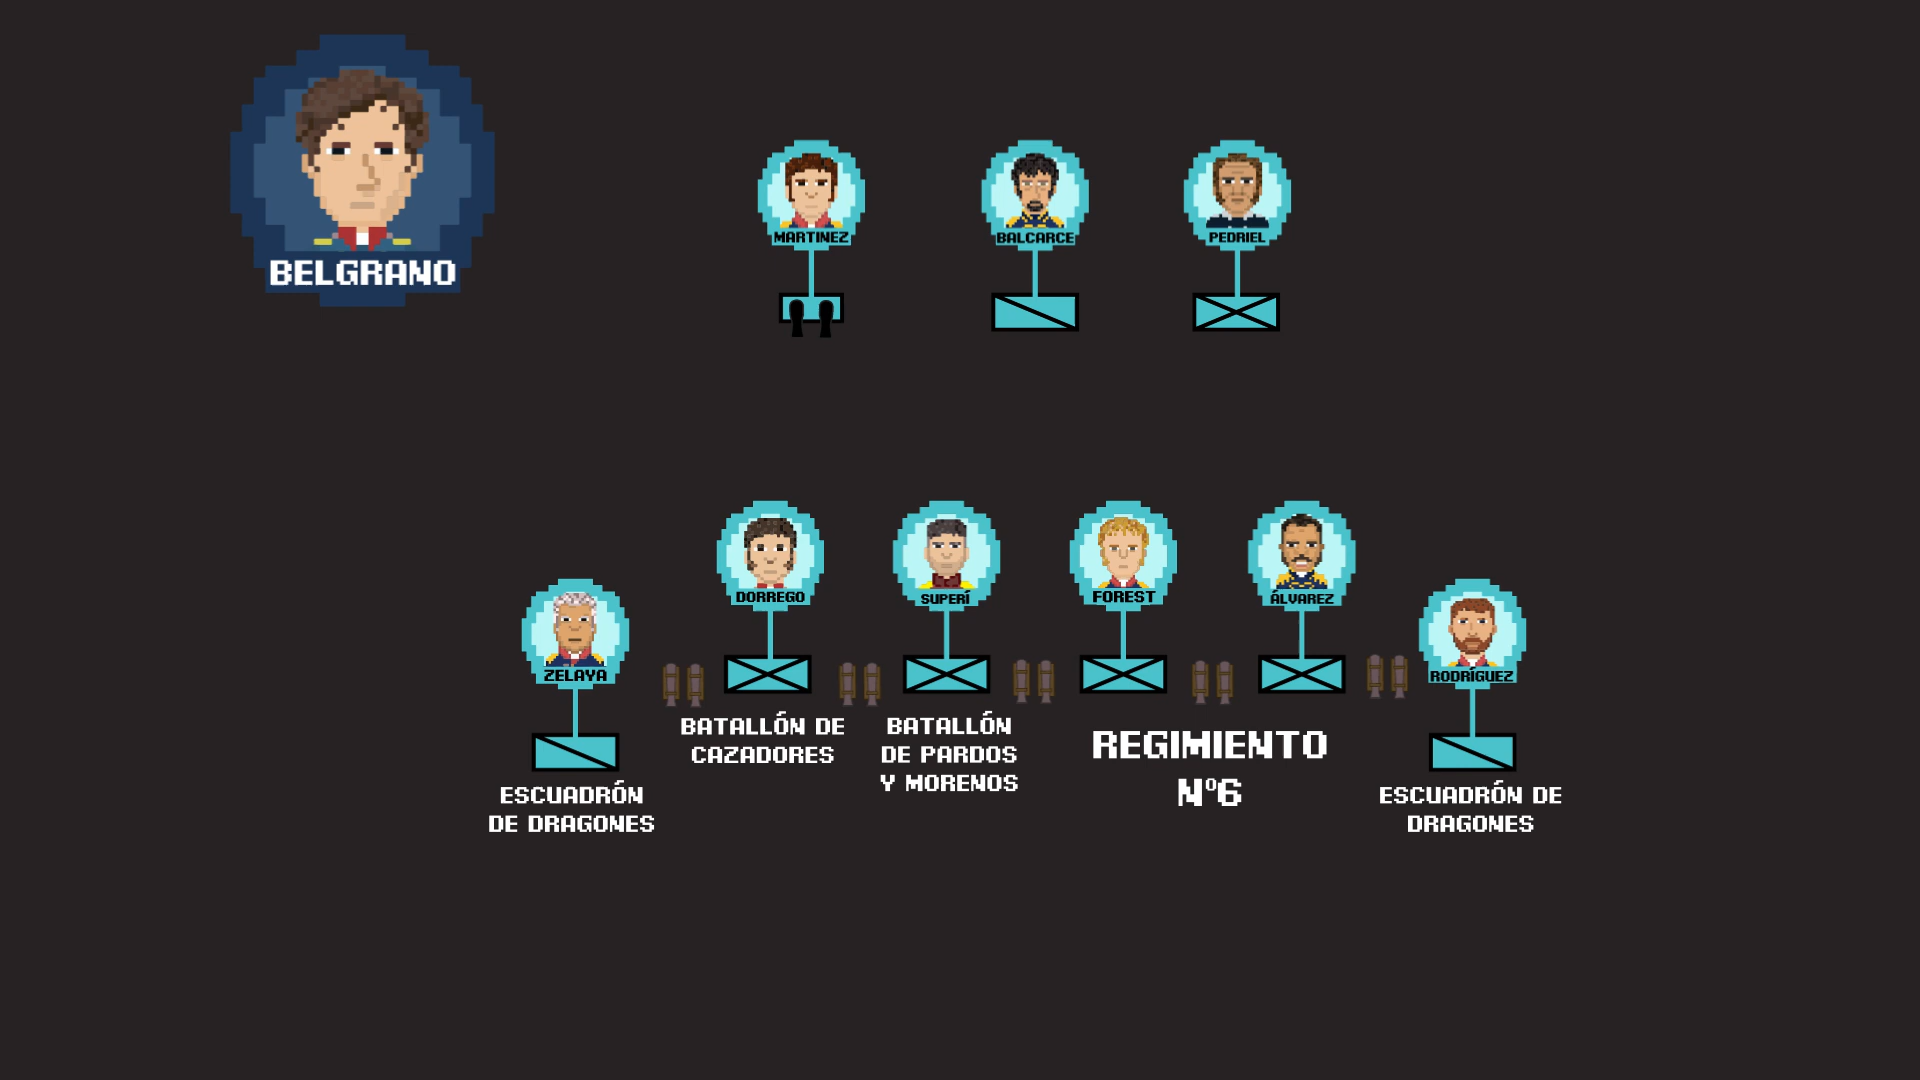 BELGRANO
MARTINEZ
BALCARCE
PEDRIEL
DORREGO
SUPERÍ
FOREST
ÁLVAREZ
ZELAYA
RODRÍGUEZ
BATALLÓN DE
CAZADORES
BATALLÓN
DE PARDOS
Y MORENOS
REGIMIENTO
Nº6
ESCUADRÓN
DE DRAGONES
ESCUADRÓN DE
DRAGONES